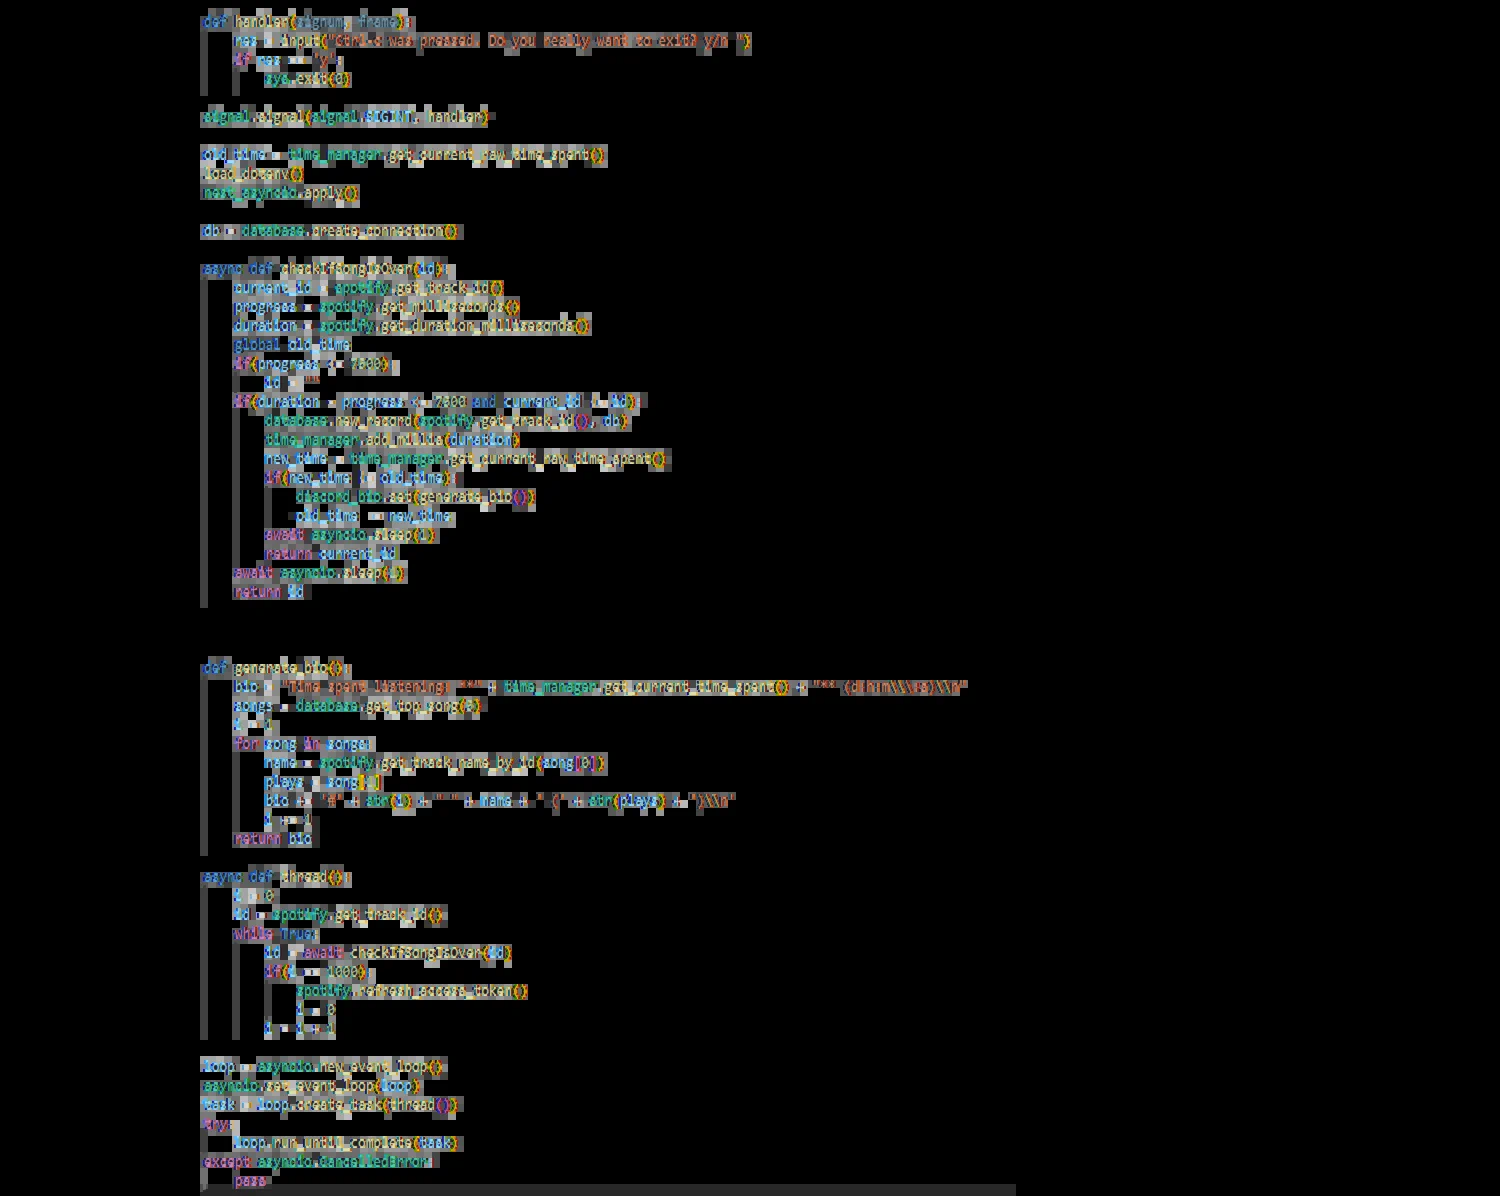 def handler(signum, frame):
    res = input("Ctrl-c was pressed. Do you really want to exit? y/n ")
    if res == 'y':
        sys.exit(0)
signal.signal(signal.SIGINT, handler)
old_time = time_manager.get_current_raw_time_spent()
load_dotenv()
nest_asyncio.apply()
db = database.create_connection()
async def checkIfSongIsOver(id):
    current_id = spotify.get_track_id()
    progress = spotify.get_milliseconds()
    duration = spotify.get_duration_milliseconds()
    global old_time
    if(progress <= 7000):
        id = ""
    if(duration - progress <= 7000 and current_id != id):
        database.new_record(spotify.get_track_id(), db)
        time_manager.add_millis(duration)
        new_time = time_manager.get_current_raw_time_spent()
        if(new_time != old_time):
            discord_bio.set(generate_bio())
            old_time = new_time
        await asyncio.sleep(1)
        return current_id
    await asyncio.sleep(1)
    return id
def generate_bio():
    bio = "Time spent listening: **" + time_manager.get_current_time_spent() + "** (d:h:m\\:s)\\n"
    songs = database.get_top_song(0)
    i = 1
    for song in songs:
        name = spotify.get_track_name_by_id(song[0])
        plays = song[1]
        bio += "#" + str(i) + " " + name + " (" + str(plays) + ")\\n"
        i += 1
    return bio
async def thread():
    i = 0
    id = spotify.get_track_id()
    while True:
        id = await checkIfSongIsOver(id)
        if(i == 1000):
            spotify.refresh_access_token()
            i = 0
        i = i + 1
loop = asyncio.new_event_loop()
asyncio.set_event_loop(loop)
task = loop.create_task(thread())
try:
    loop.run_until_complete(task)
except asyncio.CancelledError:
    pass